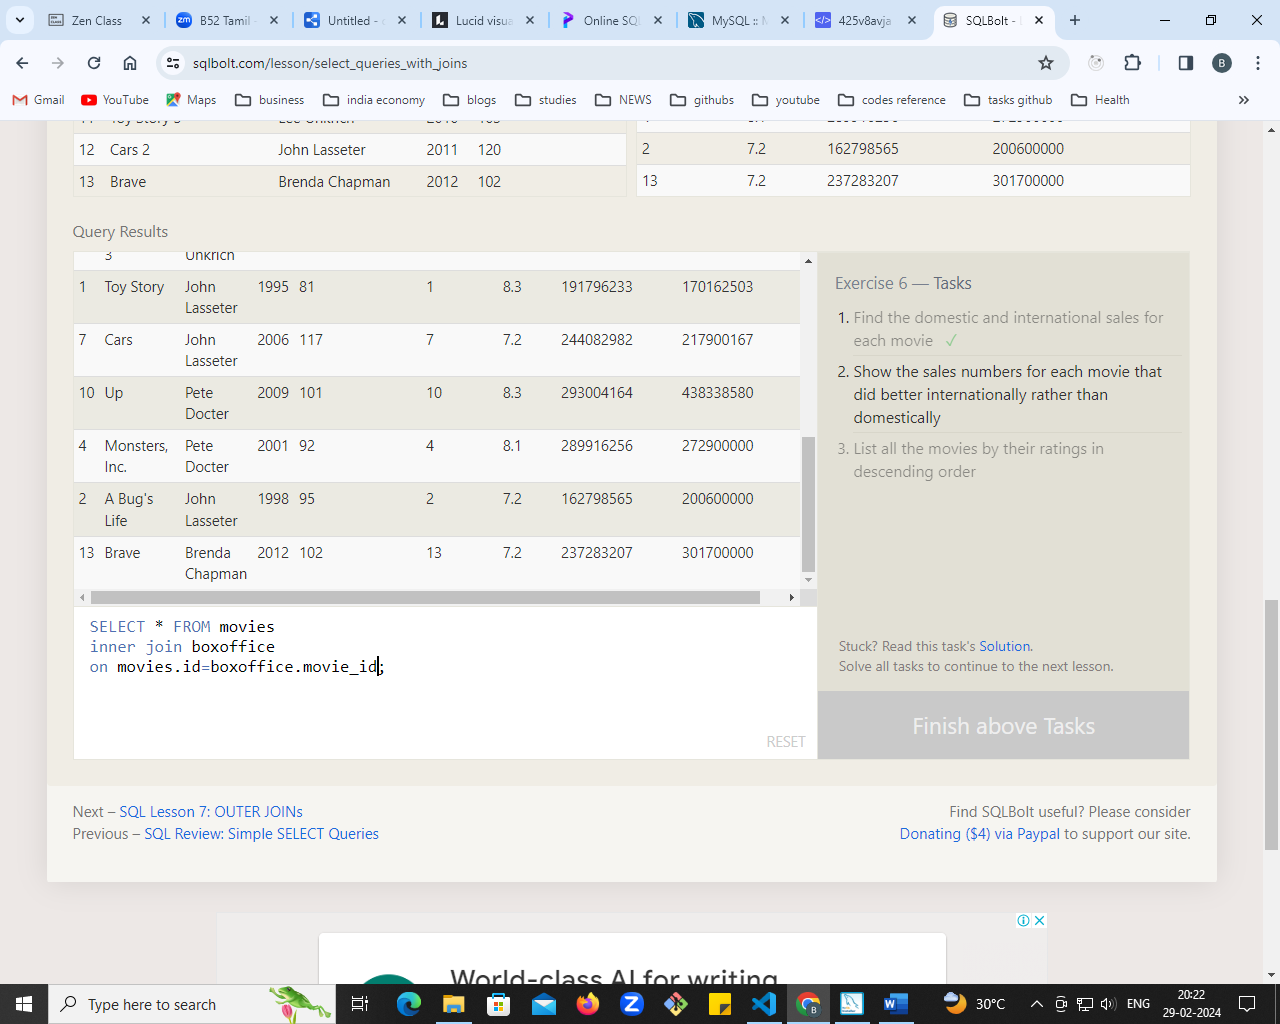 Zen Class
B52 Tamil
Untitled -
Lucid visua
Online SQL
MySQL ::
425v8avja
SQLBolt -
sqlbolt.com/lesson/select_queries_with_joins
B
Gmail
YouTube
Maps
business
india economy
blogs
studies
NEWS
githubs
youtube
codes reference
tasks github
Health
12 Cars 2 John Lasseter 2011 120
13 Brave Brenda Chapman 2012 102
2 7.2 162798565 200600000
13 7.2 237283207 301700000
Query Results
3 Unkrich
1 Toy Story John Lasseter 1995 81 1 8.3 191796233 170162503
7 Cars John Lasseter 2006 117 7 7.2 244082982 217900167
10 Up Pete Docter 2009 101 10 8.3 293004164 438338580
4 Monsters, Inc. Pete Docter 2001 92 4 8.1 289916256 272900000
2 A Bug's Life John Lasseter 1998 95 2 7.2 162798565 200600000
13 Brave Brenda Chapman 2012 102 13 7.2 237283207 301700000
SELECT * FROM movies
inner join boxoffice
on movies.id=boxoffice.movie_id;
RESET
Exercise 6 — Tasks
1. Find the domestic and international sales for
each movie ✓
2. Show the sales numbers for each movie that
did better internationally rather than
domestically
3. List all the movies by their ratings in
descending order
Stuck? Read this task's Solution.
Solve all tasks to continue to the next lesson.
Finish above Tasks
Next – SQL Lesson 7: OUTER JOINs
Previous – SQL Review: Simple SELECT Queries
Find SQLBolt useful? Please consider
Donating ($4) via Paypal to support our site.
World-class AI for writing
Type here to search
30°C
ENG
20:22
29-02-2024